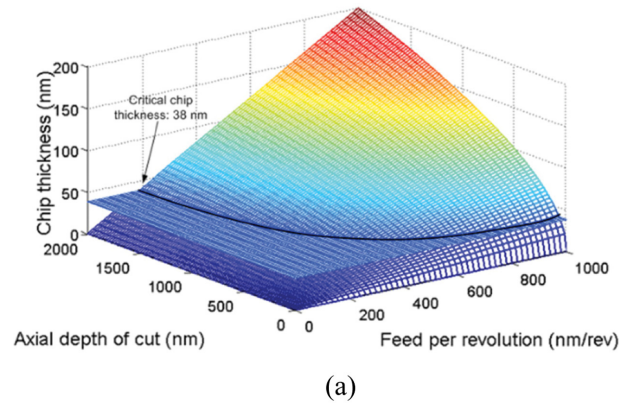 200
Critical chip
thickness: 38 nm
150
100
50
0
Chip thickness (nm)
2000
1500
1000
500
0
0
200
400
600
800
1000
Axial depth of cut (nm)
Feed per revolution (nm/rev)
(a)